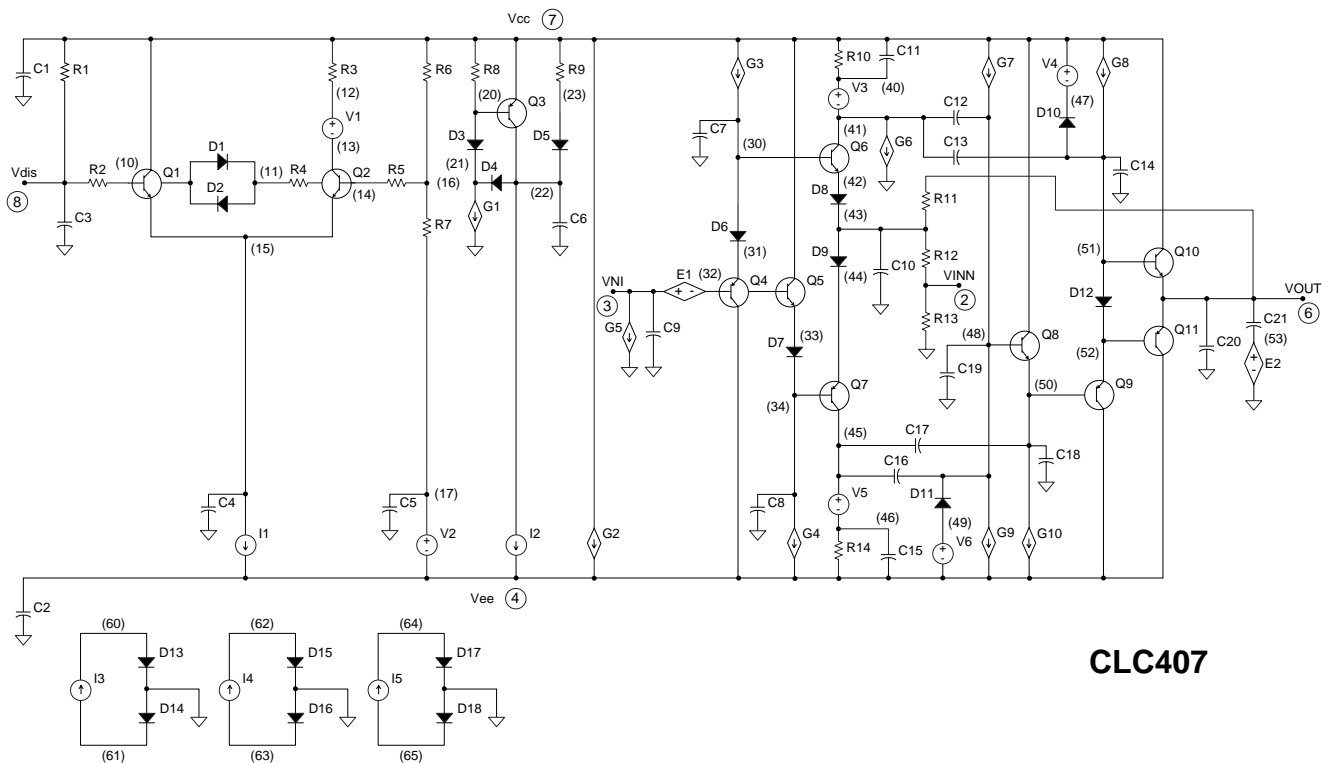 Vcc 7
C1
R1
R3
(12)
V1
(13)
R6
R8
(20)
Q3
R9
(23)
D3
(21)
D4
D5
(22)
G1
C6
G3
C7
(30)
R10
C11
V3
(40)
(41)
Q6
G6
C12
C13
G7
V4
(47)
D10
G8
C14
Vdis
8
R2
(10)
Q1
D1
D2
(11)
R4
Q2
(14)
R5
(16)
C3
R7
(15)
D6
(31)
D8
(42)
(43)
D9
(44)
C10
R11
R12
VINN
2
R13
VNI
3
E1
(32)
Q4
Q5
G5
C9
D7
(33)
(34)
Q7
(45)
(48)
Q8
C19
(50)
(51)
Q10
D12
(52)
Q11
Q9
VOUT
6
C20
C21
(53)
E2
C17
C18
C16
D11
(49)
V6
V5
(46)
R14
C15
C4
I1
C5
(17)
V2
I2
G2
C8
G4
G9
G10
C2
Vee 4
(60)
D13
I3
D14
(61)
(62)
D15
I4
D16
(63)
(64)
D17
I5
D18
(65)
CLC407